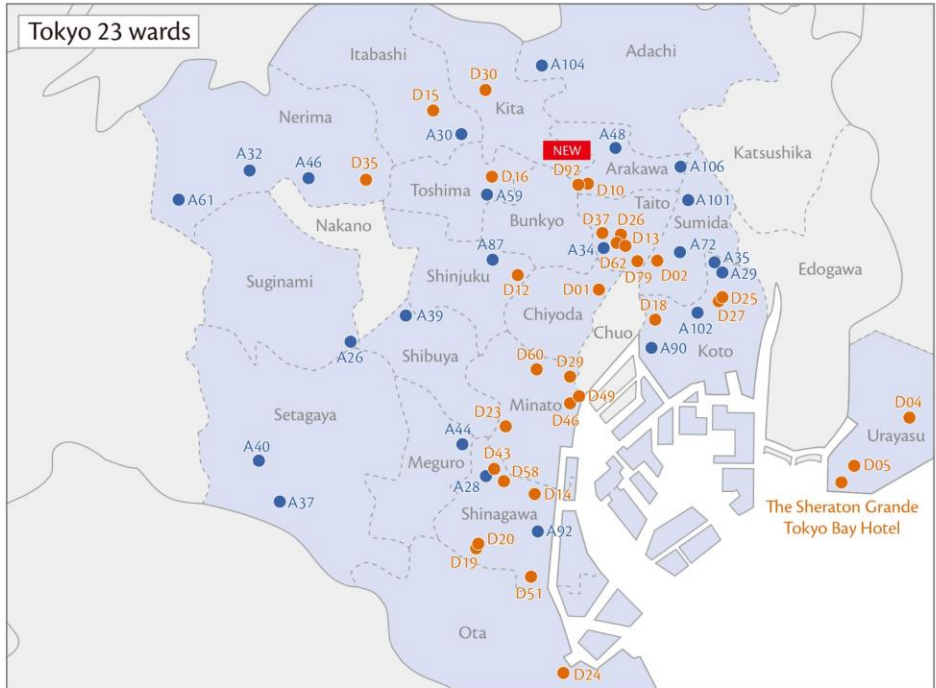 Tokyo 23 wards
Itabashi
Adachi
A104
D30
D15
Kita
Nerima
A30
A48
NEW
A32
A46
D35
D16
D92
D10
Arakawa
A106
Katsushika
A61
Toshima
A59
Taito
A101
Nakano
Bunkyo
D37
D26
Sumida
A87
A34
D13
A72
A35
Shinjuku
D62
D79
D02
A29
Edogawa
Suginami
D12
D01
D25
D27
Chiyoda
D18
A102
A39
Chuo
A26
Shibuya
A90
Koto
D60
D29
Setagaya
Minato
D49
D46
D23
D04
A44
Urayasu
A40
Meguro
D43
D58
D05
A28
D14
A37
The Sheraton Grande
Tokyo Bay Hotel
Shinagawa
A92
D20
D19
D51
Ota
D24